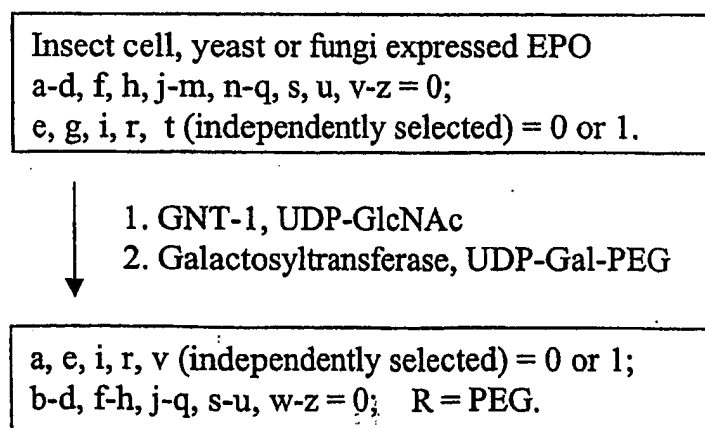 Insect cell, yeast or fungi expressed EPO
a-d, f, h, j-m, n-q, s, u, v-z = 0;
e, g, i, r, t (independently selected) = 0 or 1.
1. GNT-1, UDP-GlcNAc
2. Galactosyltransferase, UDP-Gal-PEG
a, e, i, r, v (independently selected) = 0 or 1;
b-d, f-h, j-q, s-u, w-z = 0; R = PEG.